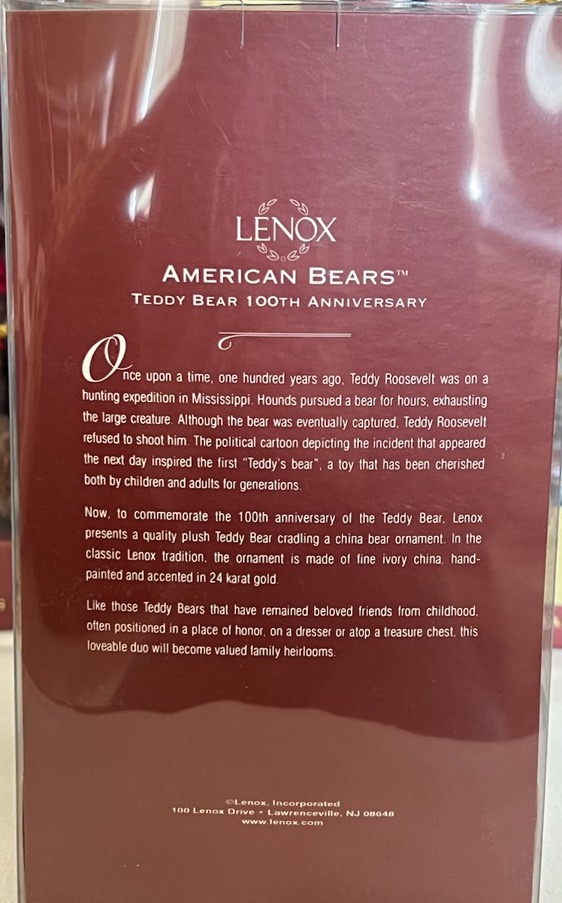 LENOX
AMERICAN BEARS™
TEDDY BEAR 100TH ANNIVERSARY
Once upon a time, one hundred years ago, Teddy Roosevelt was on a
hunting expedition in Mississippi. Hounds pursued a bear for hours, exhausting
the large creature. Although the bear was eventually captured, Teddy Roosevelt
refused to shoot him. The political cartoon depicting the incident that appeared
the next day inspired the first "Teddy's bear", a toy that has been cherished
both by children and adults for generations.
Now, to commemorate the 100th anniversary of the Teddy Bear, Lenox
presents a quality plush Teddy Bear cradling a china bear ornament. In the
classic Lenox tradition, the ornament is made of fine ivory china, hand-
painted and accented in 24 karat gold.
Like those Teddy Bears that have remained beloved friends from childhood,
often positioned in a place of honor, on a dresser or atop a treasure chest, this
loveable duo will become valued family heirlooms.
©Lenox, Incorporated
100 Lenox Drive • Lawrenceville, NJ 08648
www.lenox.com